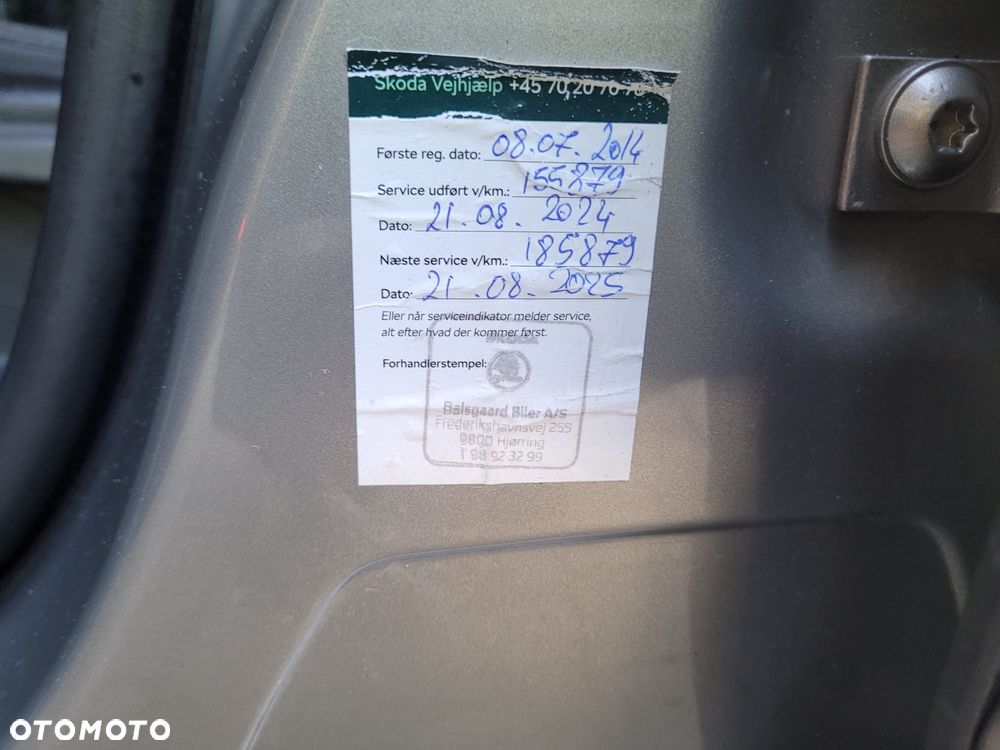 Škoda Vejhjælp +45 70 20 70
Første reg. dato: 08.07.2014
Service udført v/km.: 155879
Dato: 21.08.2024
Næste service v/km.: 185879
Dato: 21.08.2025
Eller når serviceindikator melder service,
alt efter hvad der kommer først.
SKODA
Forhandlerstempel:
Balsgaard Biler A/S
Frederikshavnsvej 255
9800 Hjørring
T 98 92 32 99
OTOMOTO